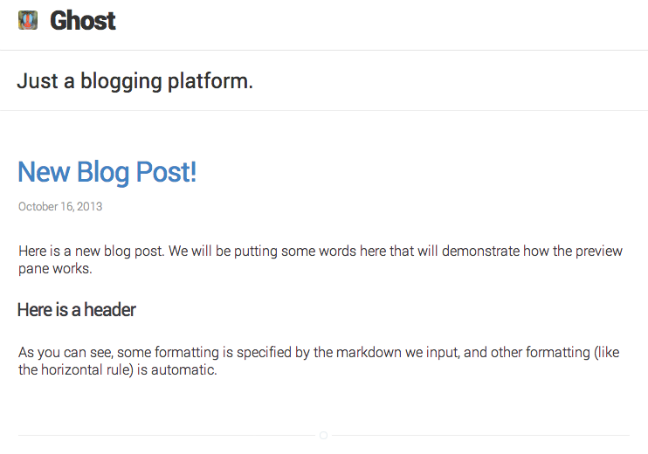 Ghost
Just a blogging platform.
New Blog Post!
October 16, 2013
Here is a new blog post. We will be putting some words here that will demonstrate how the preview
pane works.
Here is a header
As you can see, some formatting is specified by the markdown we input, and other formatting (like
the horizontal rule) is automatic.